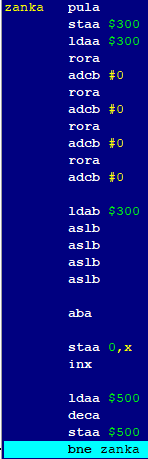 zanka pula
staa $300
ldaa $300
rora
adcb #0
rora
adcb #0
rora
adcb #0
rora
adcb #0
ldab $300
aslb
aslb
aslb
aslb
aba
staa 0,x
inx
ldaa $500
deca
staa $500
bne zanka